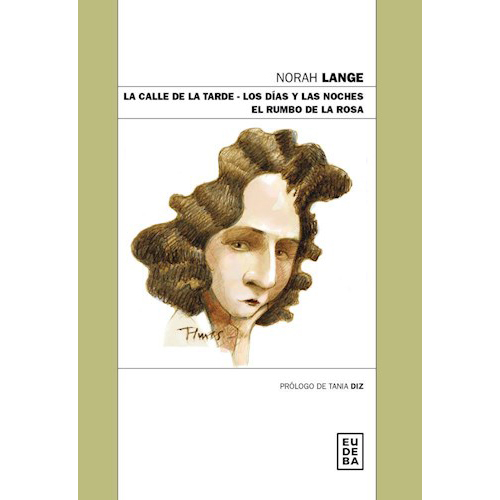 NORAH LANGE
LA CALLE DE LA TARDE - LOS DÍAS Y LAS NOCHES
EL RUMBO DE LA ROSA
PRÓLOGO DE TANIA DIZ
EU
DE
BA